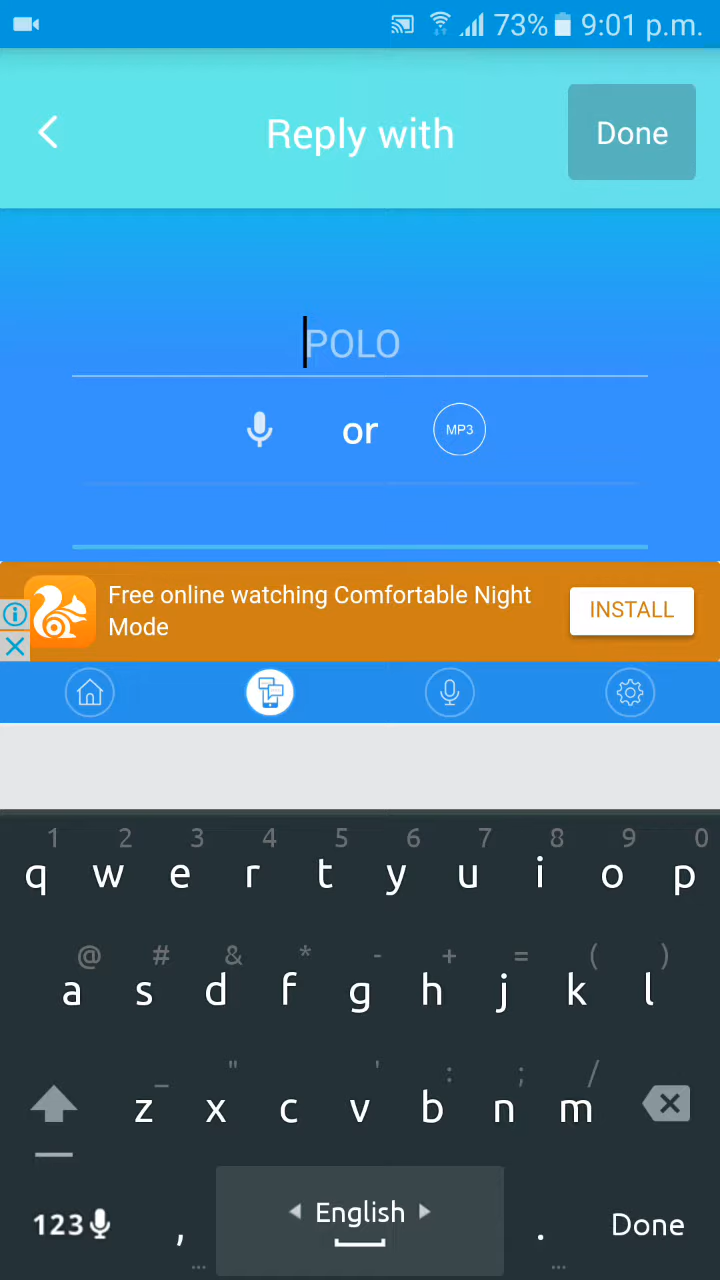 73% 9:01 p.m.
Reply with
Done
POLO
or
MP3
Free online watching Comfortable Night
Mode
INSTALL
1 2 3 4 5 6 7 8 9 0
q w e r t y u i o p
@ # & * - + = ( )
a s d f g h j k l
_ " ' : ; /
z x c v b n m
123 , English . Done
... ...